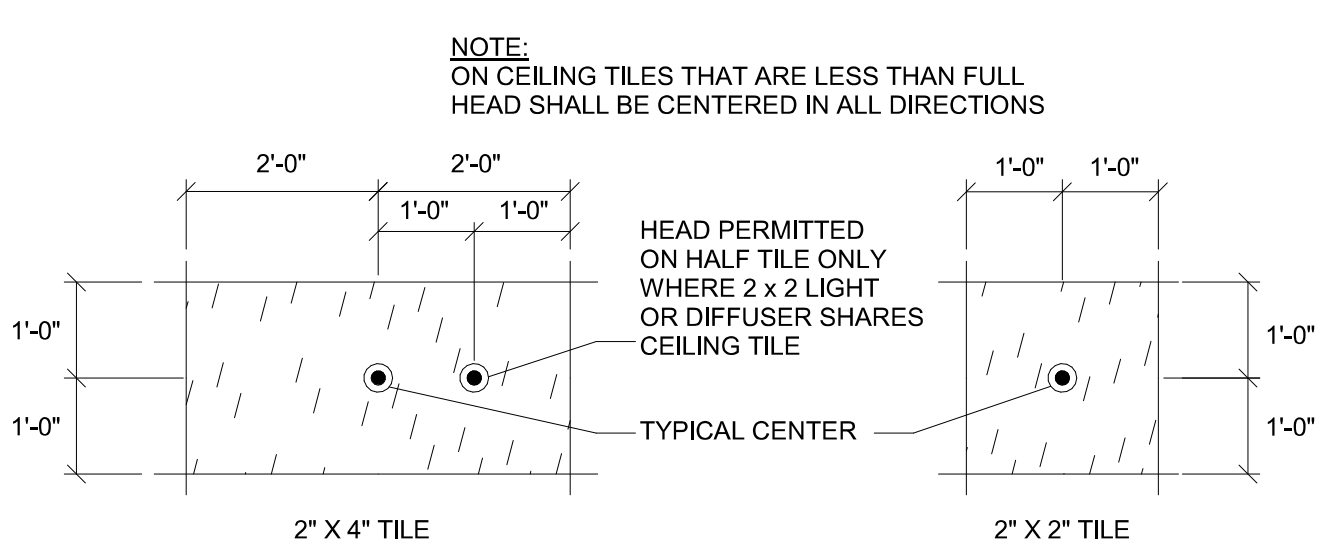 NOTE:
ON CEILING TILES THAT ARE LESS THAN FULL
HEAD SHALL BE CENTERED IN ALL DIRECTIONS
2'-0"
2'-0"
1'-0"
1'-0"
1'-0"
1'-0"
HEAD PERMITTED
ON HALF TILE ONLY
WHERE 2 x 2 LIGHT
OR DIFFUSER SHARES
CEILING TILE
TYPICAL CENTER
1'-0"
1'-0"
1'-0"
1'-0"
2" X 4" TILE
2" X 2" TILE